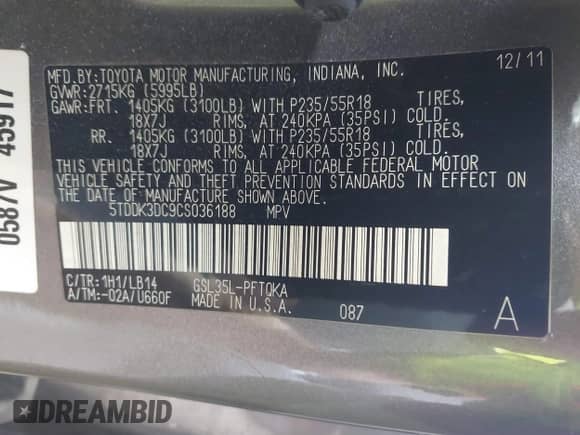 0587V 45917
MFD.BY:TOYOTA MOTOR MANUFACTURING, INDIANA, INC. 12/11
GVWR:2715KG (5995LB)
GAWR:FRT. 1405KG (3100LB) WITH P235/55R18 TIRES,
18X7J RIMS, AT 240KPA (35PSI) COLD.
RR. 1405KG (3100LB) WITH P235/55R18 TIRES,
18X7J RIMS, AT 240KPA (35PSI) COLD.
THIS VEHICLE CONFORMS TO ALL APPLICABLE FEDERAL MOTOR
VEHICLE SAFETY AND THEFT PREVENTION STANDARDS IN EFFECT
ON THE DATE OF MANUFACTURE SHOWN ABOVE.
5TDDK3DC9CS036188 MPV
C/TR:1H1/LB14 GSL35L-PFTQKA
A/TM:-02A/U660F MADE IN U.S.A. 087 A
DREAMBID